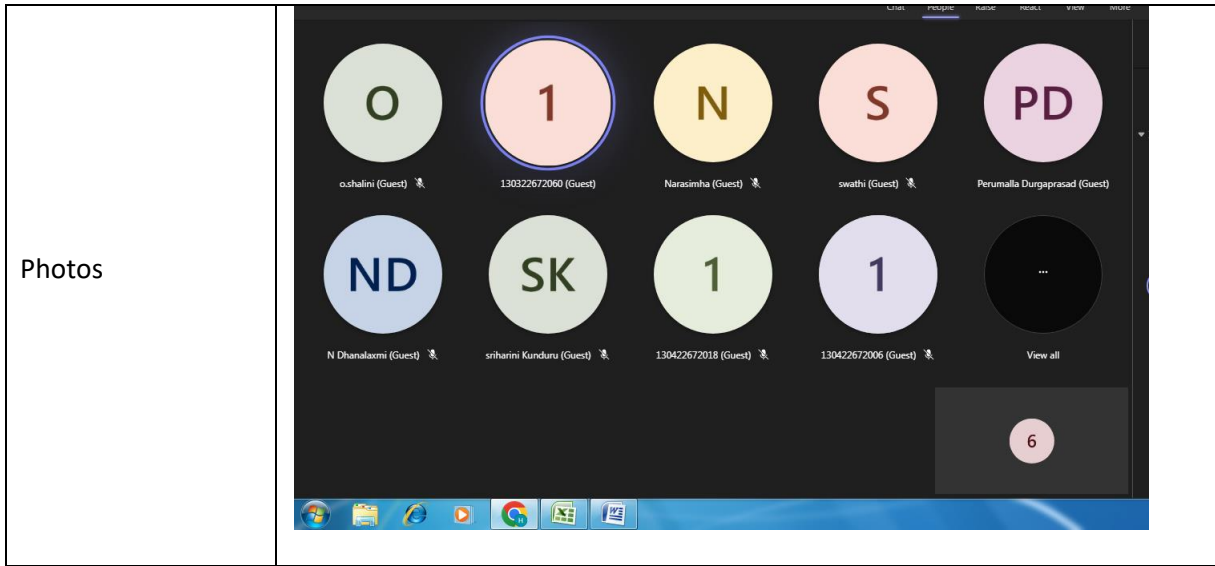 Chat People Raise React View More
O 1 N S PD
o.shalini (Guest) 130322672060 (Guest) Narasimha (Guest) swathi (Guest) Perumalla Durgaprasad (Guest)
Photos
ND SK 1 1 ...
N Dhanalaxmi (Guest) sriharini Kunduru (Guest) 130422672018 (Guest) 130422672006 (Guest) View all
6